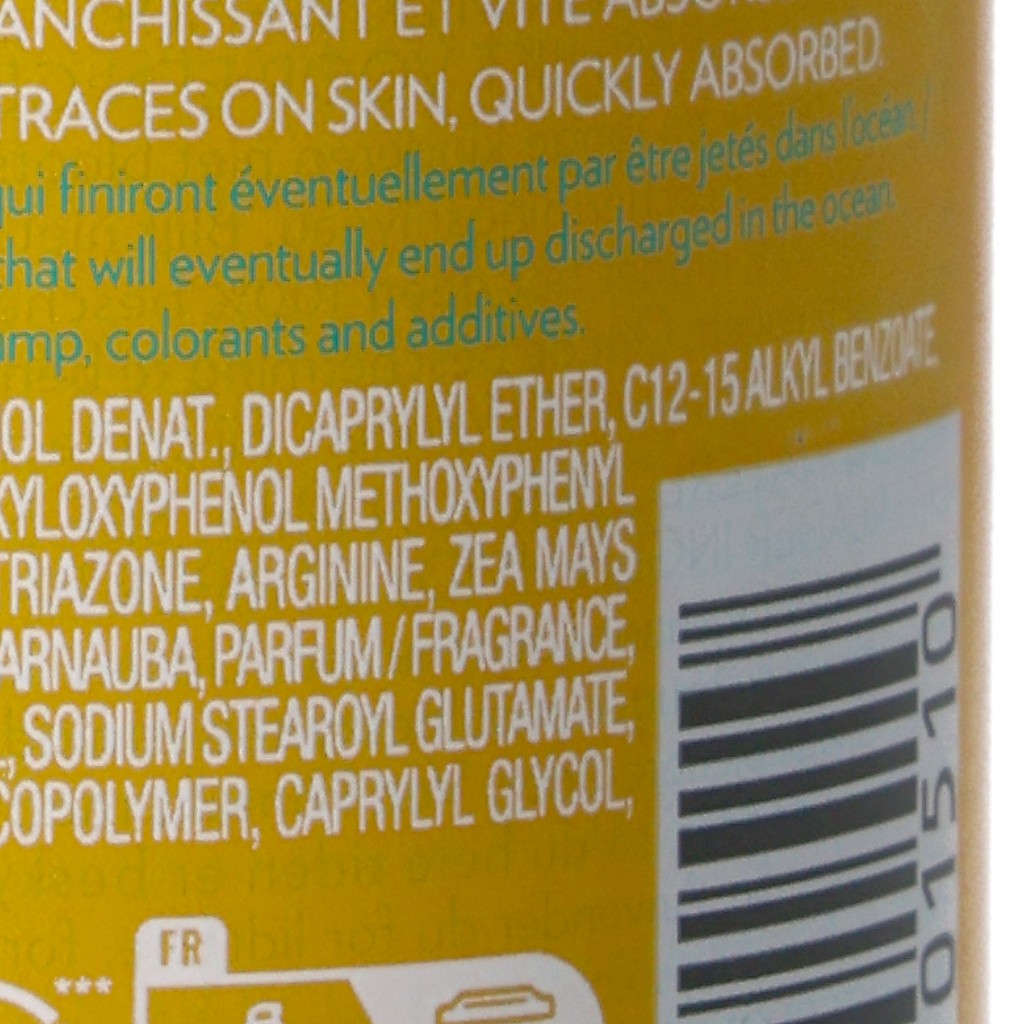 ANCHISSANT ET VITE ABSOR
TRACES ON SKIN, QUICKLY ABSORBED.
qui finiront éventuellement par être jetés dans l'océan. /
that will eventually end up discharged in the ocean.
amp, colorants and additives.
OL DENAT., DICAPRYLYL ETHER, C12-15 ALKYL BENZOATE,
XYLOXYPHENOL METHOXYPHENYL
TRIAZONE, ARGININE, ZEA MAYS
ARNAUBA, PARFUM / FRAGRANCE,
, SODIUM STEAROYL GLUTAMATE,
COPOLYMER, CAPRYLYL GLYCOL,
FR
***
01510